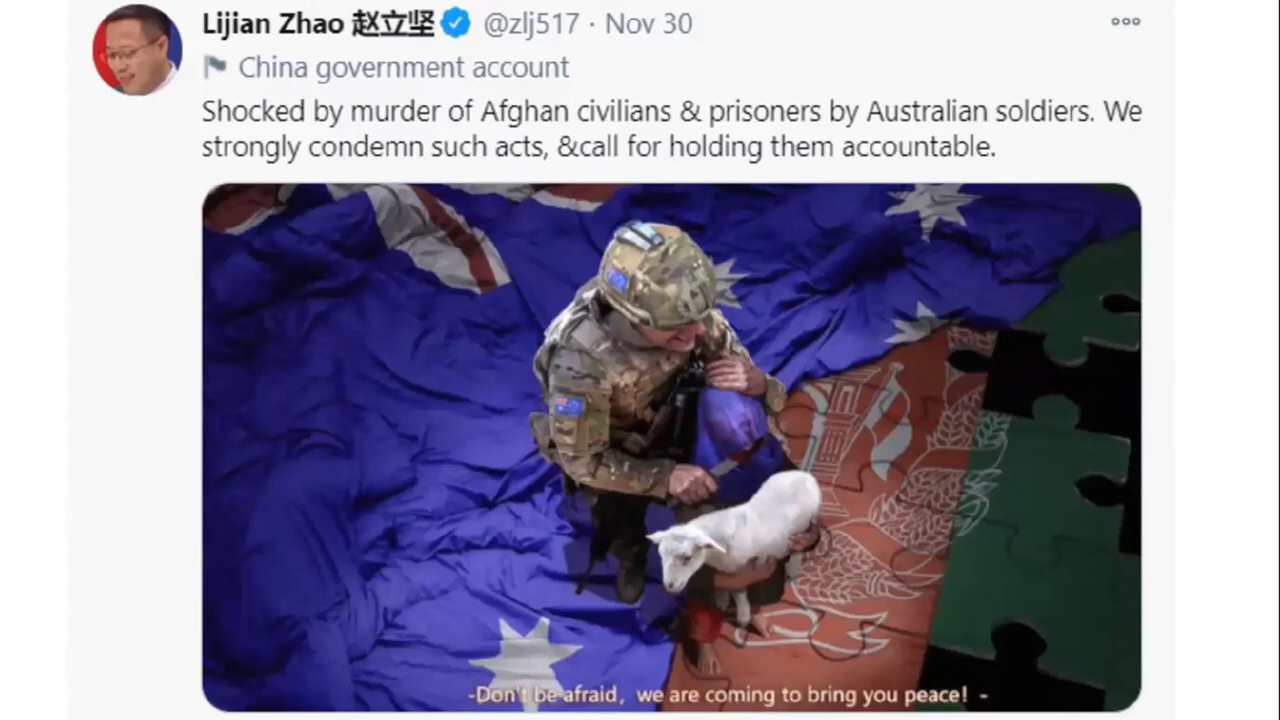 Lijian Zhao 赵立坚 @zlj517 · Nov 30
China government account
Shocked by murder of Afghan civilians & prisoners by Australian soldiers. We
strongly condemn such acts, &call for holding them accountable.
-Don't be afraid, we are coming to bring you peace! -